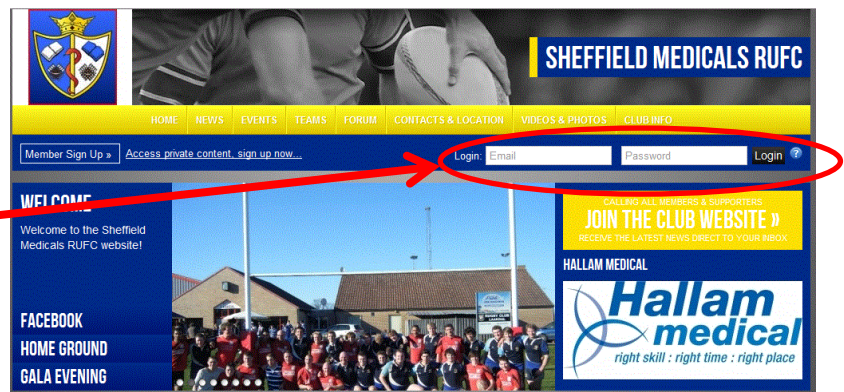 SHEFFIELD MEDICALS RUFC
HOME NEWS EVENTS TEAMS FORUM CONTACTS & LOCATION VIDEOS & PHOTOS CLUB INFO
Member Sign Up » Access private content, sign up now... Login: Email Password Login ?
WELCOME
Welcome to the Sheffield
Medicals RUFC website!
FACEBOOK
HOME GROUND
GALA EVENING
CALLING ALL MEMBERS & SUPPORTERS
JOIN THE CLUB WEBSITE »
RECEIVE THE LATEST NEWS DIRECT TO YOUR INBOX
HALLAM MEDICAL
Hallam
medical
right skill : right time : right place